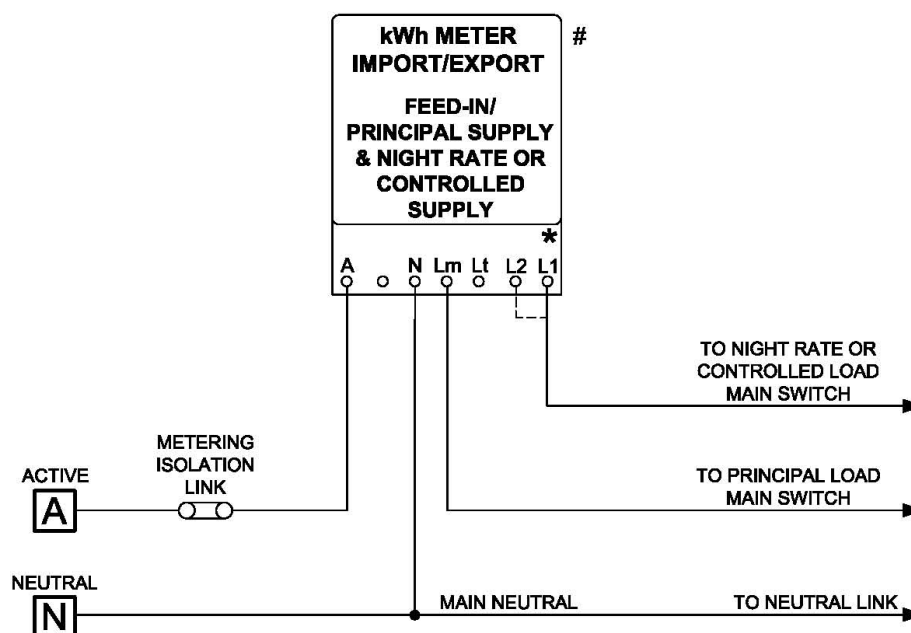 kWh METER
IMPORT/EXPORT
#
FEED-IN/
PRINCIPAL SUPPLY
& NIGHT RATE OR
CONTROLLED
SUPPLY
*
A N Lm Lt L2 L1
TO NIGHT RATE OR
CONTROLLED LOAD
MAIN SWITCH
METERING
ISOLATION
LINK
ACTIVE
A
TO PRINCIPAL LOAD
MAIN SWITCH
NEUTRAL
N
MAIN NEUTRAL
TO NEUTRAL LINK